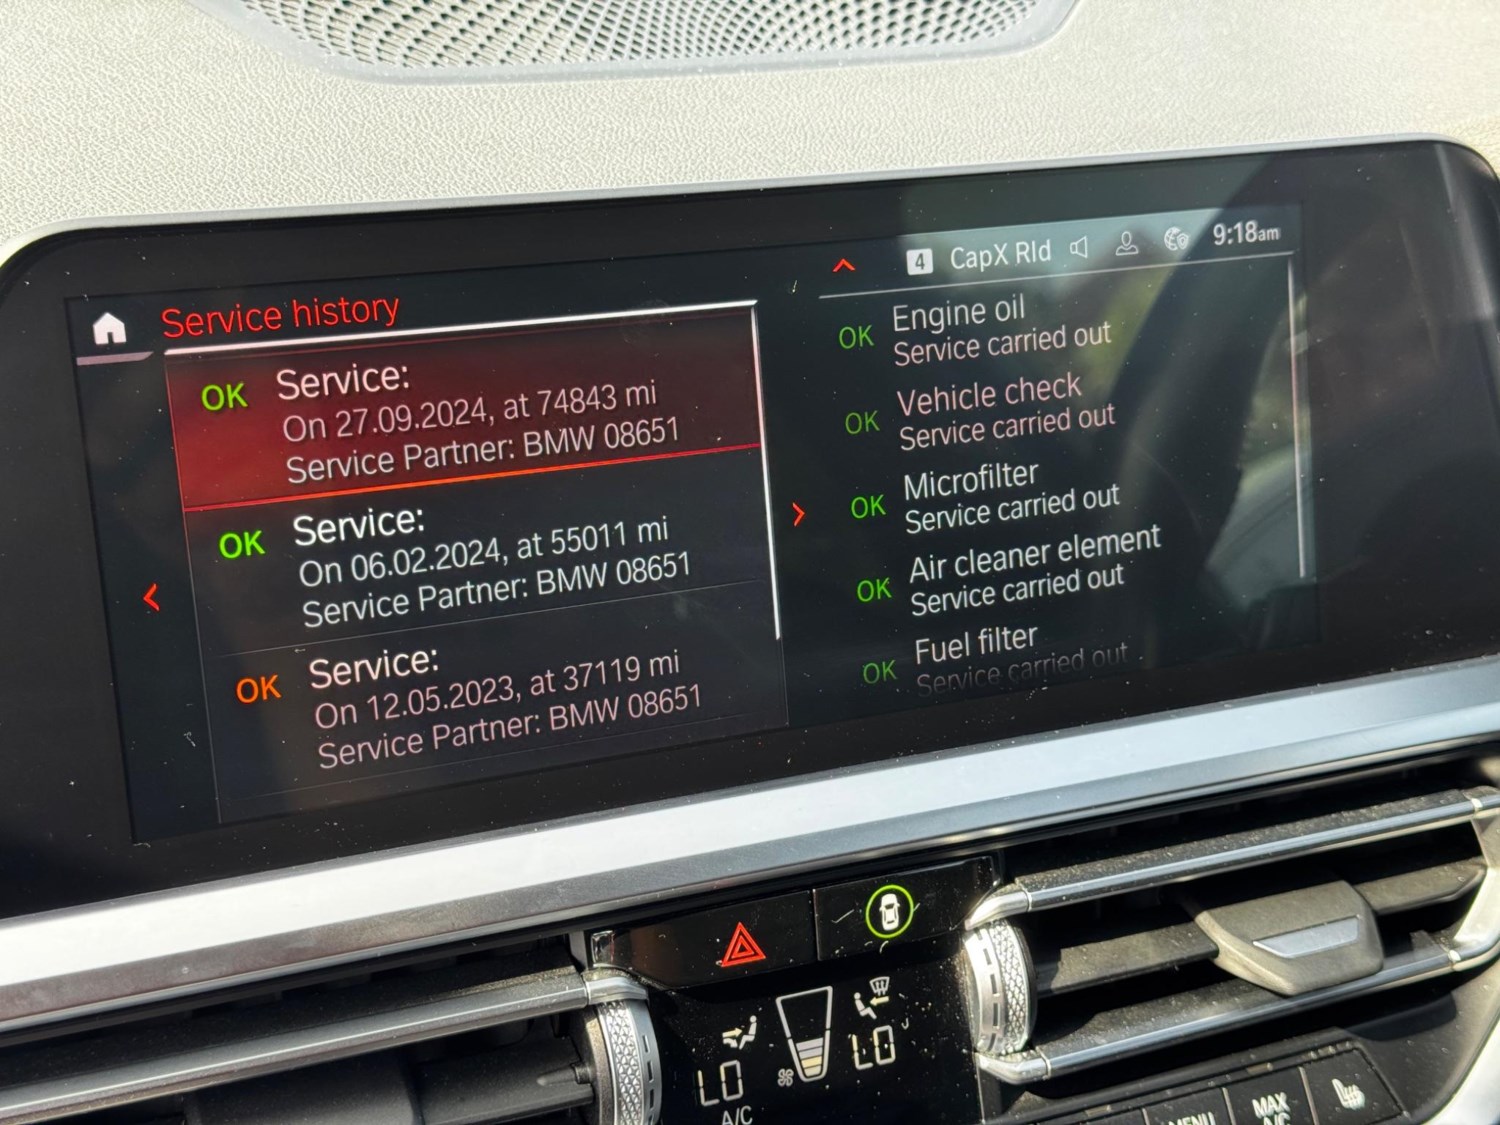 4 CapX Rld 9:18am
Service history
OK Service:
On 27.09.2024, at 74843 mi
Service Partner: BMW 08651
OK Service:
On 06.02.2024, at 55011 mi
Service Partner: BMW 08651
OK Service:
On 12.05.2023, at 37119 mi
Service Partner: BMW 08651
OK Engine oil
Service carried out
OK Vehicle check
Service carried out
OK Microfilter
Service carried out
OK Air cleaner element
Service carried out
OK Fuel filter
Service carried out
LO
LO
A/C
MENU
MAX
A/C